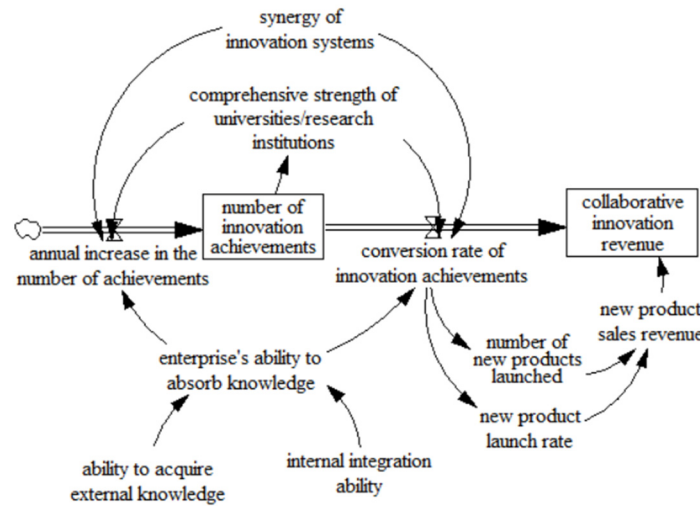 synergy of
innovation systems
comprehensive strength of
universities/research
institutions
number of
innovation
achievements
collaborative
innovation
revenue
annual increase in the
number of achievements
conversion rate of
innovation achievements
new product
sales revenue
number of
new products
launched
enterprise's ability to
absorb knowledge
new product
launch rate
ability to acquire
external knowledge
internal integration
ability